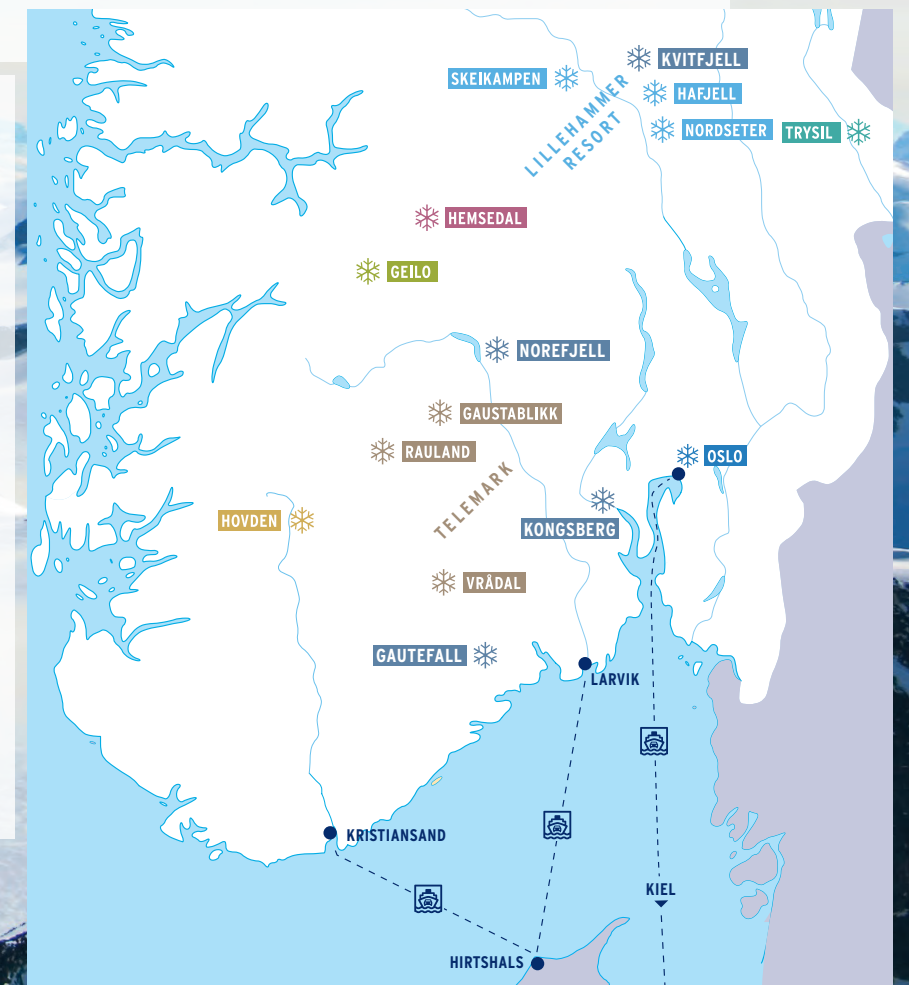 KVITFJELL
SKEIKAMPEN
HAFJELL
LILLEHAMMER
RESORT
NORDSETER
TRYSIL
HEMSEDAL
GEILO
NOREFJELL
GAUSTABLIKK
RAULAND
OSLO
TELEMARK
HOVDEN
KONGSBERG
VRÅDAL
GAUTEFALL
LARVIK
KRISTIANSAND
KIEL
HIRTSHALS